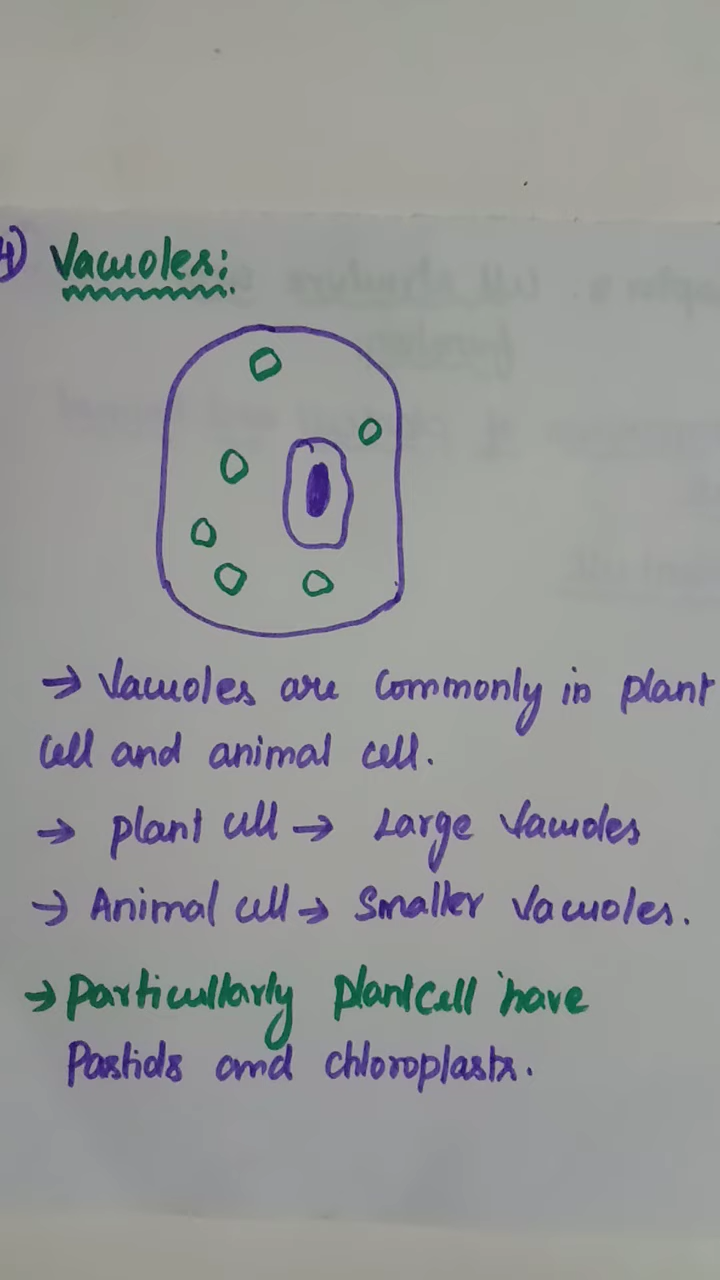 4) Vacuoles:
→ Vacuoles are commonly in plant
cell and animal cell.
→ plant cell → Large Vacuoles
→ Animal cell → Smaller Vacuoles.
→ Particullarly plantcell have
Pastids and chloroplasts.